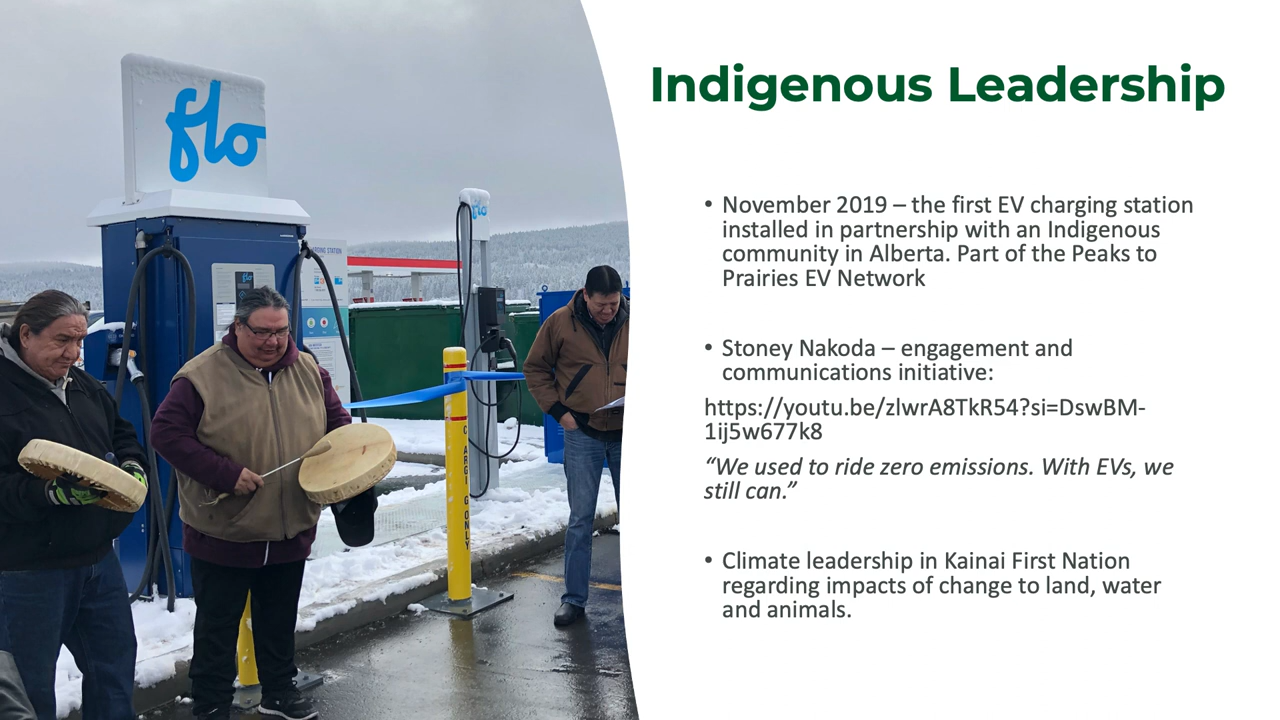 flo
flo
Indigenous Leadership
• November 2019 – the first EV charging station
installed in partnership with an Indigenous
community in Alberta. Part of the Peaks to
Prairies EV Network
• Stoney Nakoda – engagement and
communications initiative:
https://youtu.be/zlwrA8TkR54?si=DswBM-
1ij5w677k8
“We used to ride zero emissions. With EVs, we
still can.”
• Climate leadership in Kainai First Nation
regarding impacts of change to land, water
and animals.